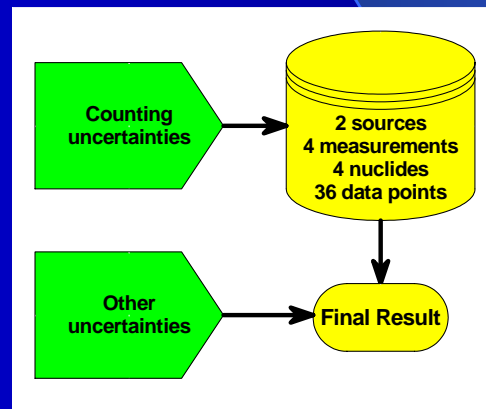 Counting
uncertainties
2 sources
4 measurements
4 nuclides
36 data points
Other
uncertainties
Final Result